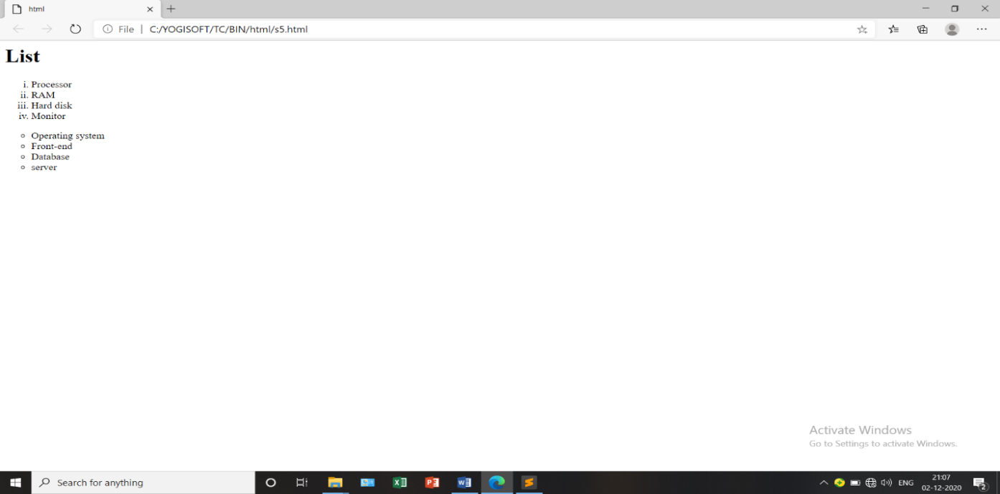 html
File | C:/YOGISOFT/TC/BIN/html/s5.html
List
i. Processor
ii. RAM
iii. Hard disk
iv. Monitor
Operating system
Front-end
Database
server
Activate Windows
Go to Settings to activate Windows.
Search for anything
ENG
21:07
02-12-2020
2